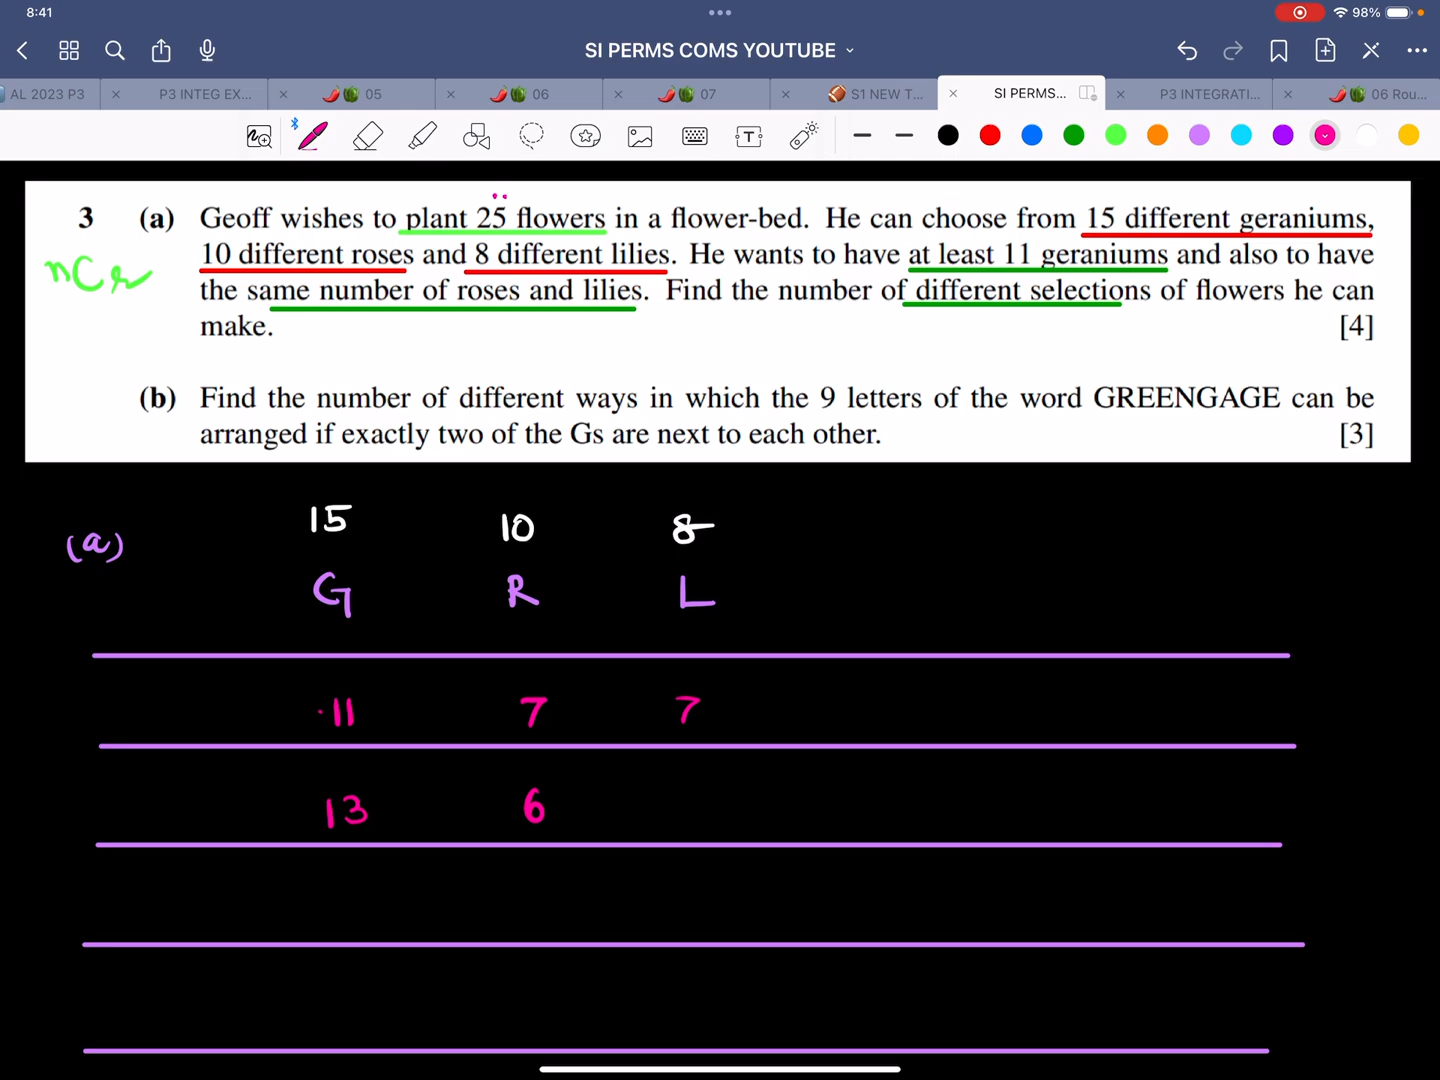 8:41
98%
SI PERMS COMS YOUTUBE
AL 2023 P3
P3 INTEG EX...
05
06
07
S1 NEW T...
SI PERMS...
P3 INTEGRATI...
06 Rou...
T
3 (a) Geoff wishes to plant 25 flowers in a flower-bed. He can choose from 15 different geraniums,
10 different roses and 8 different lilies. He wants to have at least 11 geraniums and also to have
nCr
the same number of roses and lilies. Find the number of different selections of flowers he can
make. [4]
(b) Find the number of different ways in which the 9 letters of the word GREENGAGE can be
arranged if exactly two of the Gs are next to each other. [3]
15 10 8
(a)
G R L
11 7 7
13 6